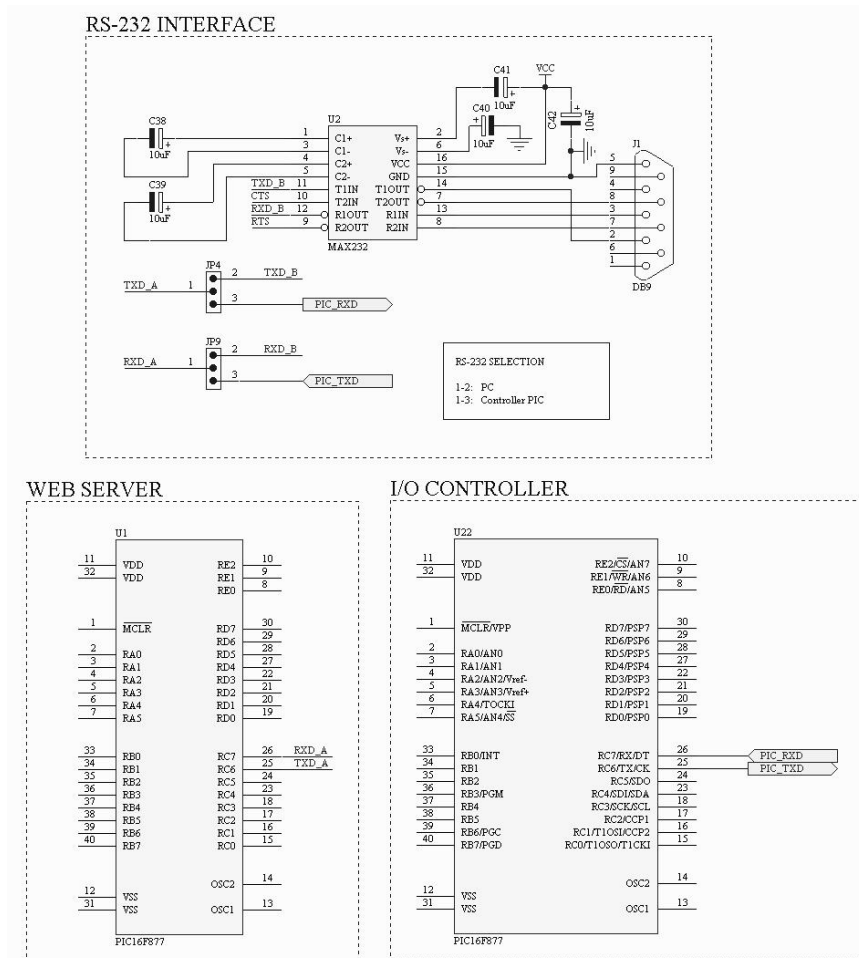 RS-232 INTERFACE
C41
10uF
VCC
C40
10uF
C42
10uF
C38
10uF
C39
10uF
U2
1 C1+ Vs+ 2
3 C1- Vs- 6
4 C2+ VCC 16
5 C2- GND 15
TXD_B 11 T1IN T1OUT 14
CTS 10 T2IN T2OUT 7
RXD_B 12 R1OUT R1IN 13
RTS 9 R2OUT R2IN 8
MAX232
J1
5
9
4
8
3
7
2
6
1
DB9
JP4
2 TXD_B
TXD_A 1
3 PIC_RXD
JP9
2 RXD_B
RXD_A 1
3 PIC_TXD
RS-232 SELECTION
1-2: PC
1-3: Controller PIC
WEB SERVER
U1
11 VDD RE2 10
32 VDD RE1 9
RE0 8
1 MCLR RD7 30
RD6 29
2 RA0 RD5 28
3 RA1 RD4 27
4 RA2 RD3 22
5 RA3 RD2 21
6 RA4 RD1 20
7 RA5 RD0 19
33 RB0 RC7 26 RXD_A
34 RB1 RC6 25 TXD_A
35 RB2 RC5 24
36 RB3 RC4 23
37 RB4 RC3 18
38 RB5 RC2 17
39 RB6 RC1 16
40 RB7 RC0 15
OSC2 14
12 VSS
31 VSS OSC1 13
PIC16F877
I/O CONTROLLER
U22
11 VDD RE2/CS/AN7 10
32 VDD RE1/WR/AN6 9
RE0/RD/AN5 8
1 MCLR/VPP RD7/PSP7 30
RD6/PSP6 29
2 RA0/AN0 RD5/PSP5 28
3 RA1/AN1 RD4/PSP4 27
4 RA2/AN2/Vref- RD3/PSP3 22
5 RA3/AN3/Vref+ RD2/PSP2 21
6 RA4/TOCKI RD1/PSP1 20
7 RA5/AN4/SS RD0/PSP0 19
33 RB0/INT RC7/RX/DT 26 PIC_RXD
34 RB1 RC6/TX/CK 25 PIC_TXD
35 RB2 RC5/SDO 24
36 RB3/PGM RC4/SDI/SDA 23
37 RB4 RC3/SCK/SCL 18
38 RB5 RC2/CCP1 17
39 RB6/PGC RC1/T1OSI/CCP2 16
40 RB7/PGD RC0/T1OSO/T1CKI 15
OSC2 14
12 VSS
31 VSS OSC1 13
PIC16F877